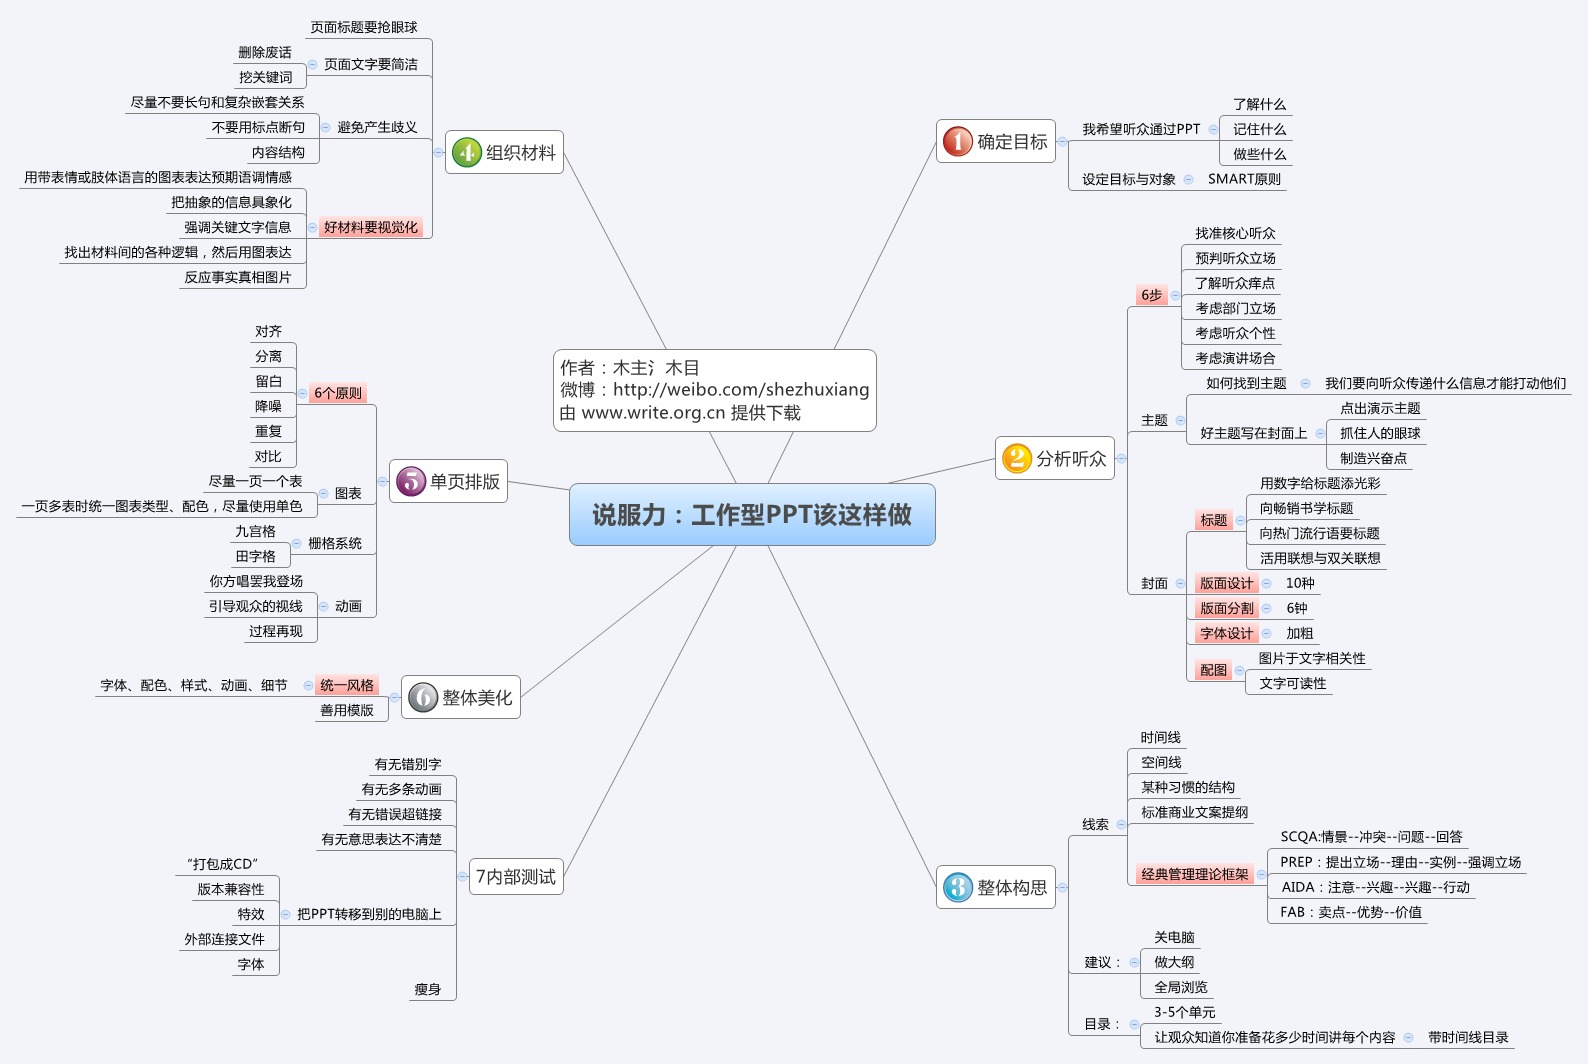 说服力：工作型PPT该这样做
作者：木主氵木目
微博：http://weibo.com/shezhuxiang
由 www.write.org.cn 提供下载
1 确定目标
我希望听众通过PPT
了解什么
记住什么
做些什么
设定目标与对象
SMART原则
2 分析听众
6步
找准核心听众
预判听众立场
了解听众痒点
考虑部门立场
考虑听众个性
考虑演讲场合
主题
如何找到主题
我们要向听众传递什么信息才能打动他们
好主题写在封面上
点出演示主题
抓住人的眼球
制造兴奋点
封面
标题
用数字给标题添光彩
向畅销书学标题
向热门流行语要标题
活用联想与双关联想
版面设计
10种
版面分割
6钟
字体设计
加粗
配图
图片于文字相关性
文字可读性
3 整体构思
线索
时间线
空间线
某种习惯的结构
标准商业文案提纲
经典管理理论框架
SCQA:情景--冲突--问题--回答
PREP：提出立场--理由--实例--强调立场
AIDA：注意--兴趣--兴趣--行动
FAB：卖点--优势--价值
建议：
关电脑
做大纲
全局浏览
目录：
3-5个单元
让观众知道你准备花多少时间讲每个内容
带时间线目录
4 组织材料
页面标题要抢眼球
页面文字要简洁
删除废话
挖关键词
避免产生歧义
尽量不要长句和复杂嵌套关系
不要用标点断句
内容结构
好材料要视觉化
用带表情或肢体语言的图表表达预期语调情感
把抽象的信息具象化
强调关键文字信息
找出材料间的各种逻辑，然后用图表达
反应事实真相图片
5 单页排版
6个原则
对齐
分离
留白
降噪
重复
对比
图表
尽量一页一个表
一页多表时统一图表类型、配色，尽量使用单色
栅格系统
九宫格
田字格
动画
你方唱罢我登场
引导观众的视线
过程再现
6 整体美化
统一风格
字体、配色、样式、动画、细节
善用模版
7内部测试
有无错别字
有无多条动画
有无错误超链接
有无意思表达不清楚
把PPT转移到别的电脑上
“打包成CD”
版本兼容性
特效
外部连接文件
字体
瘦身